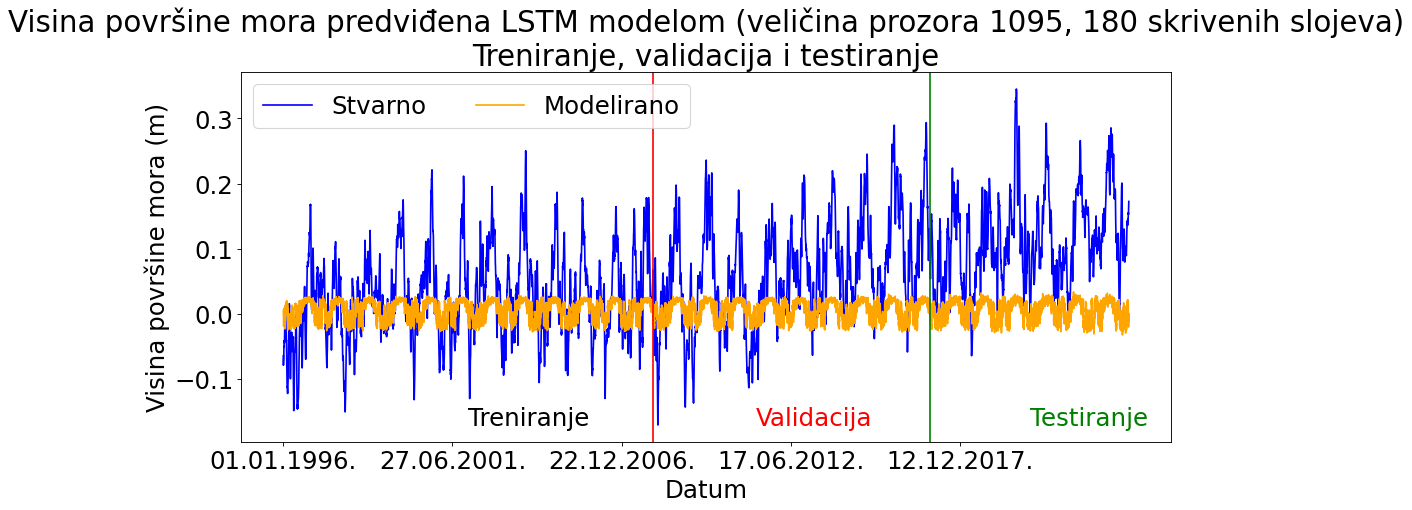 Visina površine mora predviđena LSTM modelom (veličina prozora 1095, 180 skrivenih slojeva)
Treniranje, validacija i testiranje
Stvarno Modelirano
Visina površine mora (m)
0.3
0.2
0.1
0.0
−0.1
Treniranje Validacija Testiranje
01.01.1996. 27.06.2001. 22.12.2006. 17.06.2012. 12.12.2017.
Datum